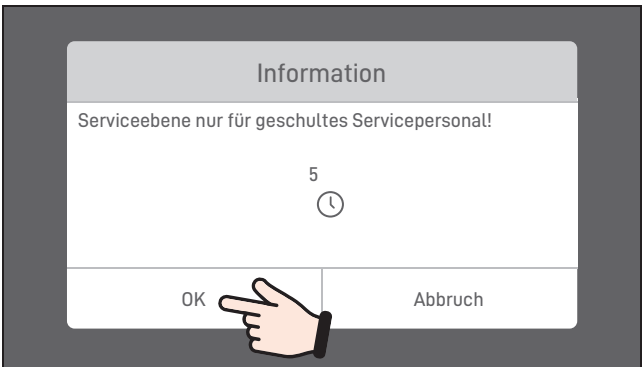 Information
Serviceebene nur für geschultes Servicepersonal!
5
OK
Abbruch